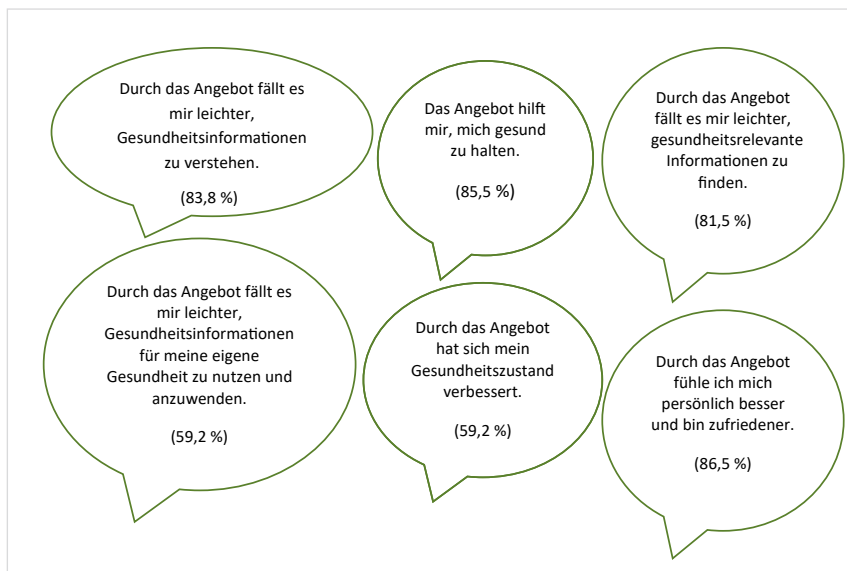 Durch das Angebot fällt es
mir leichter,
Gesundheitsinformationen
zu verstehen.
(83,8 %)
Das Angebot hilft
mir, mich gesund
zu halten.
(85,5 %)
Durch das Angebot
fällt es mir leichter,
gesundheitsrelevante
Informationen zu
finden.
(81,5 %)
Durch das Angebot fällt es
mir leichter,
Gesundheitsinformationen
für meine eigene
Gesundheit zu nutzen und
anzuwenden.
(59,2 %)
Durch das Angebot
hat sich mein
Gesundheitszustand
verbessert.
(59,2 %)
Durch das Angebot
fühle ich mich
persönlich besser
und bin zufriedener.
(86,5 %)